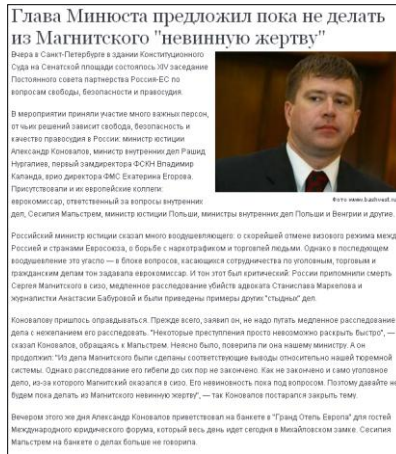 Глава Минюста предложил пока не делать
из Магнитского "невинную жертву"
Вчера в Санкт-Петербурге в здании Конституционного
Суда на Сенатской площади состоялось XIV заседание
Постоянного совета партнерства Россия-ЕС по
вопросам свободы, безопасности и правосудия.
В мероприятии приняли участие много важных персон,
от чьих решений зависит свобода, безопасность и
качество правосудия в России: министр юстиции
Александр Коновалов, министр внутренних дел Рашид
Нургалиев, первый замдиректора ФСКН Владимир
Каланда, врио директора ФМС Екатерина Егорова.
Присутствовали и их европейские коллеги:
еврокомиссар, ответственный за вопросы внутренних
Фото www.bashvest.ru
дел, Сесилия Мальстрем, министр юстиции Польши, министры внутренних дел Польши и Венгрии и другие.
Российский министр юстиции сказал много воодушевляющего: о скорейшей отмене визового режима межд
Россией и странами Евросоюза, о борьбе с наркотрафиком и торговлей людьми. Однако в последующем
воодушевление это угасло — в блоке вопросов, касающихся сотрудничества по уголовным, торговым и
гражданским делам тон задавала еврокомиссар. И тон этот был критический: России припомнили смерть
Сергея Магнитского в сизо, медленное расследование убийств адвоката Станислава Маркелова и
журналистки Анастасии Бабуровой и были приведены примеры других "стыдных" дел.
Коновалову пришлось оправдываться. Прежде всего, заявил он, не надо путать медленное расследование
дела с нежеланием его расследовать. "Некоторые преступления просто невозможно раскрыть быстро", —
сказал Коновалов, обращаясь к Мальстрем. Неясно было, поверила ли она нашему министру. А он
продолжил: "Из дела Магнитского были сделаны соответствующие выводы относительно нашей тюремной
системы. Однако расследование его гибели до сих пор не закончено. Как не закончено и само уголовное
дело, из-за которого Магнитский оказался в сизо. Его невиновность пока под вопросом. Поэтому давайте не
будем пока делать из Магнитского невинную жертву", — так Коновалов постарался закрыть тему.
Вечером этого же дня Александр Коновалов приветствовал на банкете в "Гранд Отель Европа" для гостей
Международного юридического форума, который весь день идет сегодня в Михайловском замке. Сесилия
Мальстрем на банкете о делах больше не говорила.